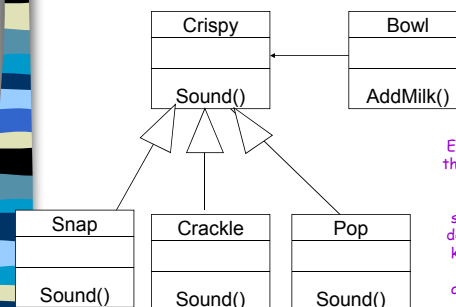 Crispy
Bowl
Sound()
AddMilk()
Snap
Crackle
Pop
Sound()
Sound()
Sound()